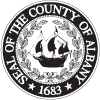 SEAL OF THE COUNTY OF ALBANY
1683